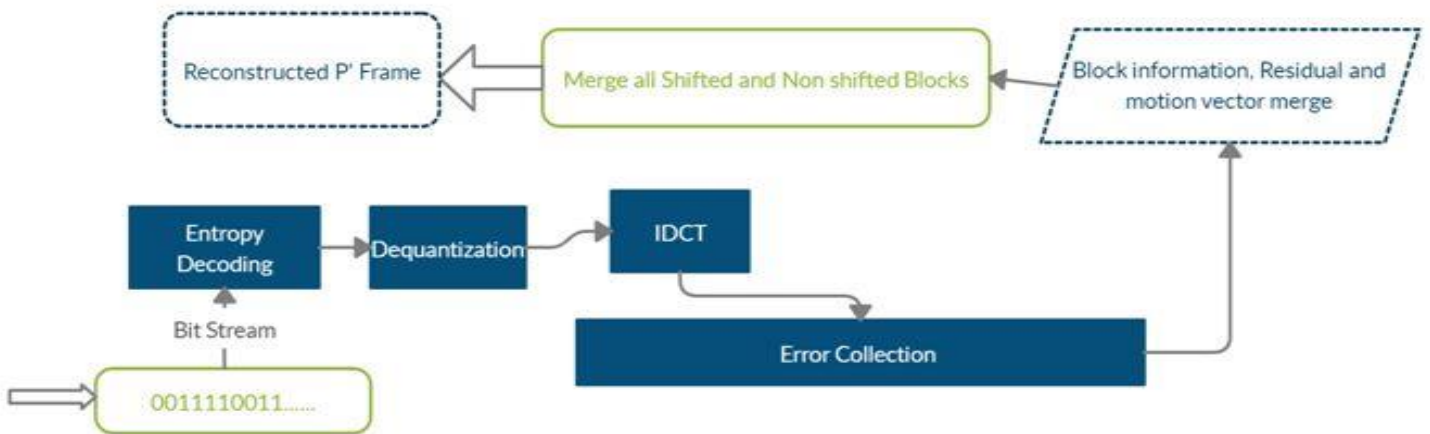 Reconstructed P' Frame
Merge all Shifted and Non shifted Blocks
Block information, Residual and
motion vector merge
Entropy
Decoding
Dequantization
IDCT
Bit Stream
Error Collection
0011110011......